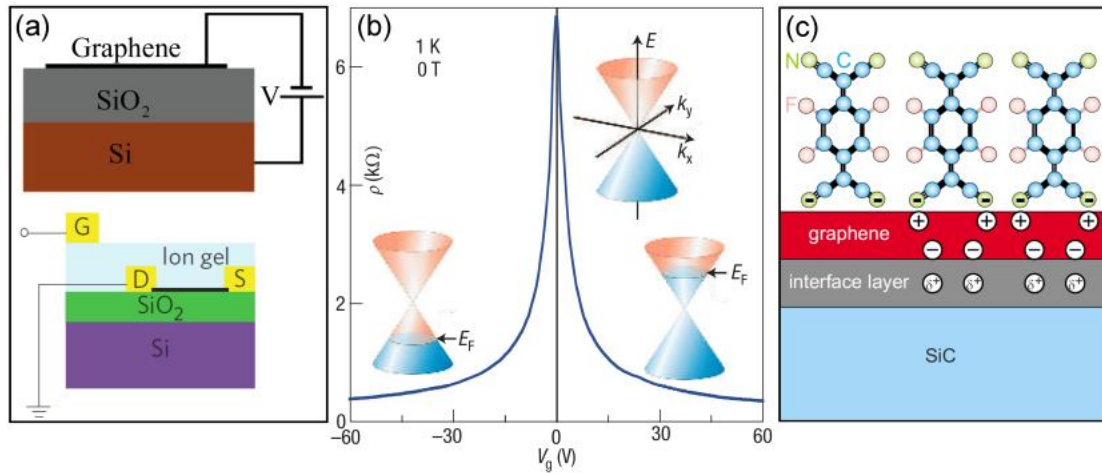 (a)
Graphene
SiO2
V
Si
G
Ion gel
D
S
SiO2
Si
(b)
1 K
0 T
E
ky
kx
ρ (kΩ)
6
4
2
0
EF
EF
−60
−30
0
30
60
Vg (V)
(c)
N
C
F
− − − − − −
+ + + +
graphene
− − − −
interface layer
δ+ δ+ δ+ δ+
SiC